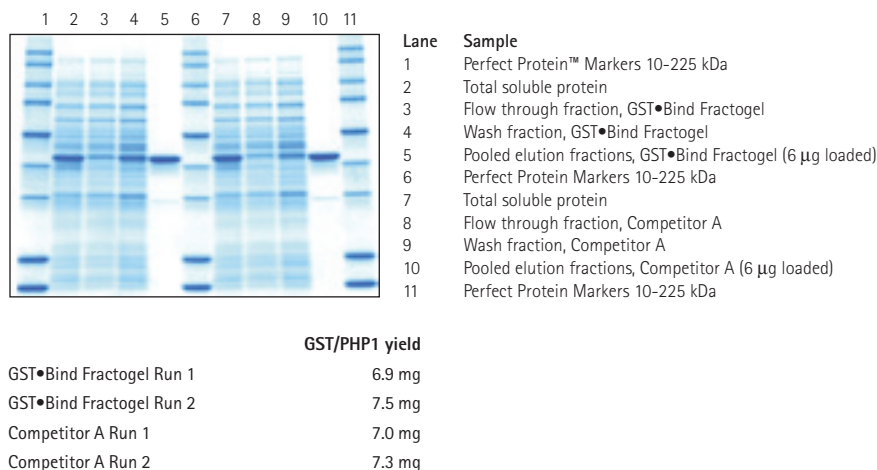 1 2 3 4 5 6 7 8 9 10 11
Lane Sample
1 Perfect Protein™ Markers 10-225 kDa
2 Total soluble protein
3 Flow through fraction, GST•Bind Fractogel
4 Wash fraction, GST•Bind Fractogel
5 Pooled elution fractions, GST•Bind Fractogel (6 µg loaded)
6 Perfect Protein Markers 10-225 kDa
7 Total soluble protein
8 Flow through fraction, Competitor A
9 Wash fraction, Competitor A
10 Pooled elution fractions, Competitor A (6 µg loaded)
11 Perfect Protein Markers 10-225 kDa
GST/PHP1 yield
GST•Bind Fractogel Run 1 6.9 mg
GST•Bind Fractogel Run 2 7.5 mg
Competitor A Run 1 7.0 mg
Competitor A Run 2 7.3 mg